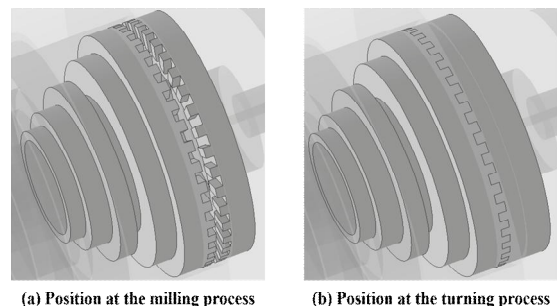 (a) Position at the milling process
(b) Position at the turning process